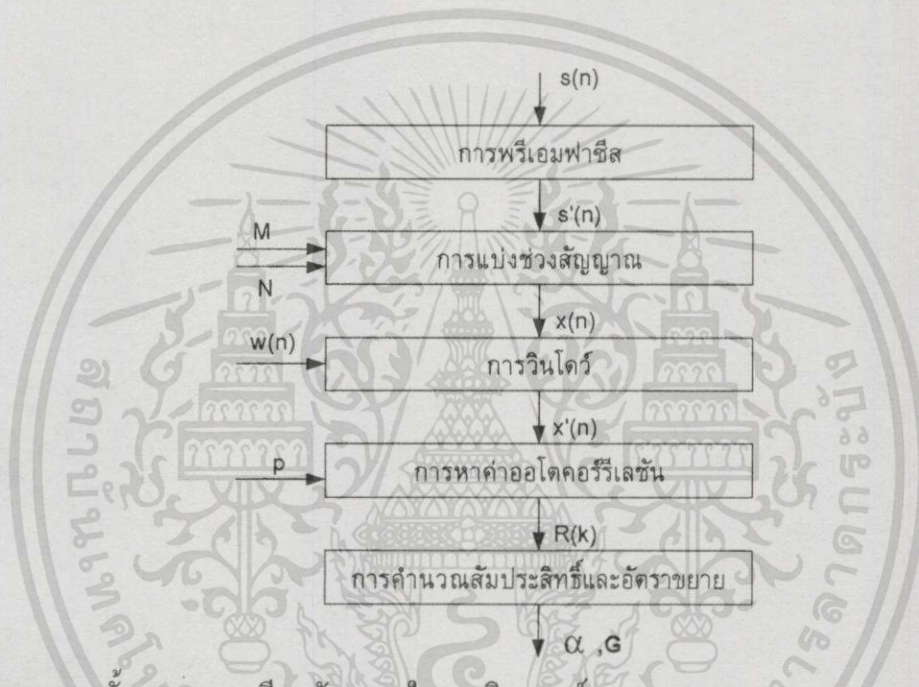 s(n)
การพรีเอมฟาซีส
s'(n)
M
การแบ่งช่วงสัญญาณ
N
x(n)
w(n)
การวินโดว์
x'(n)
p
การหาค่าออโตคอร์รีเลชัน
R(k)
การคำนวณสัมประสิทธิ์และอัตราขยาย
α ,G